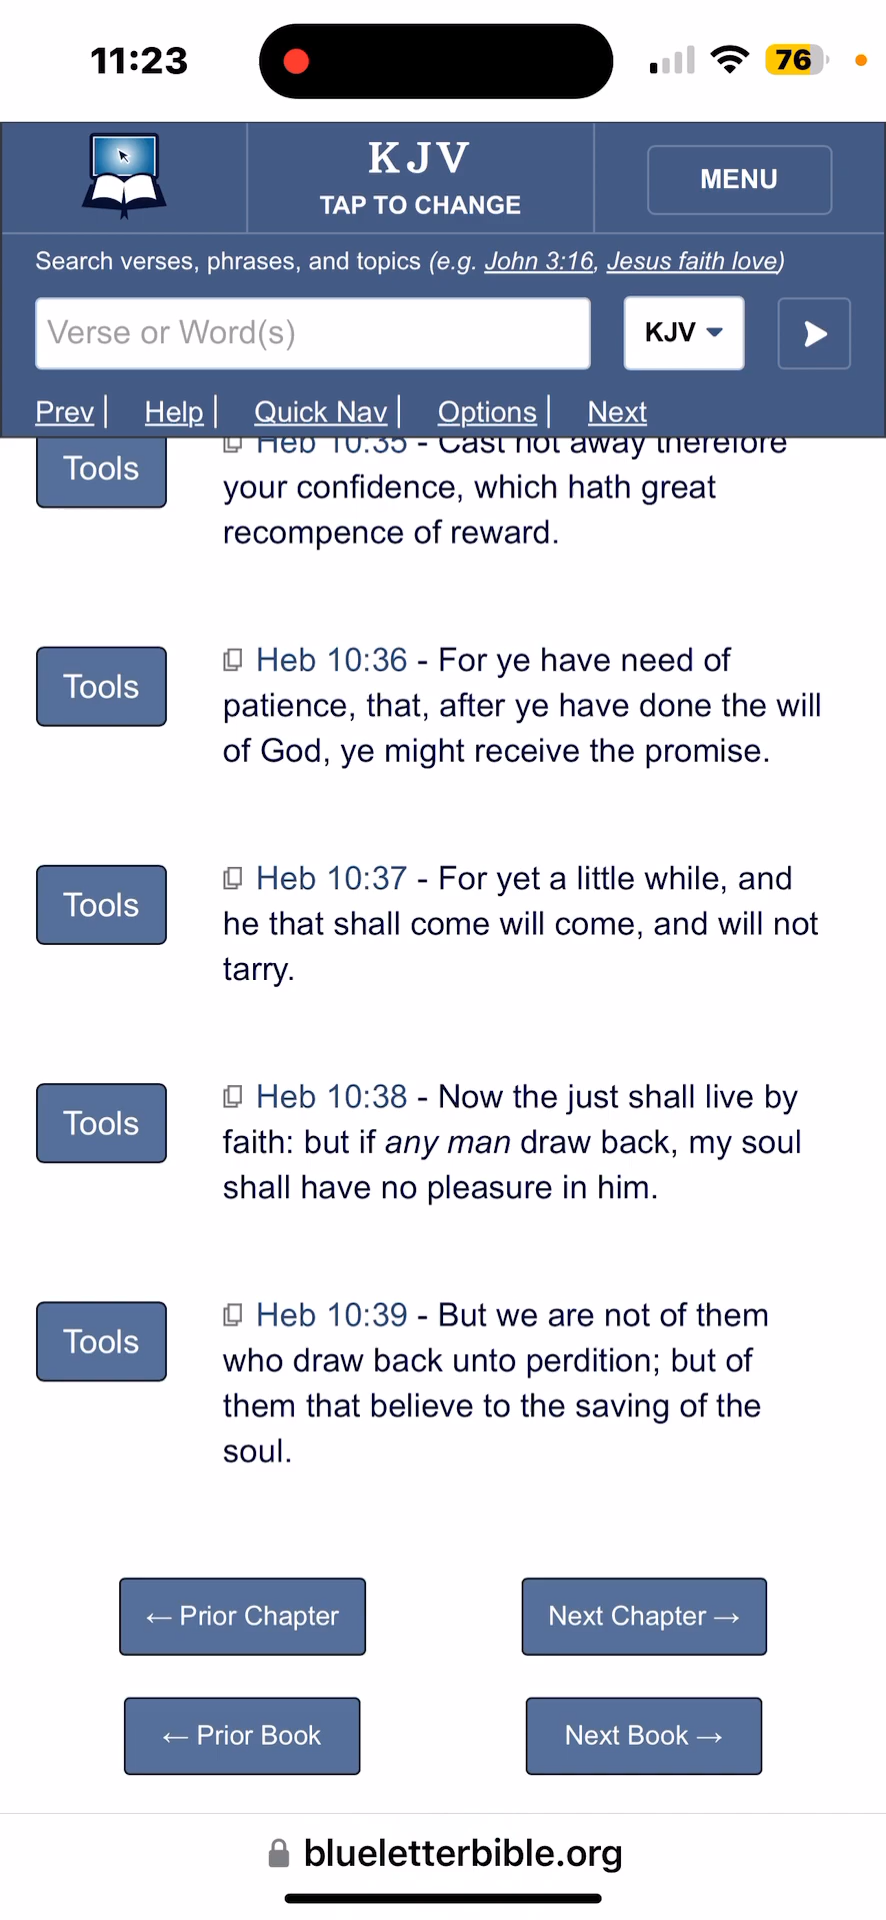 11:23
76
KJV
TAP TO CHANGE
MENU
Search verses, phrases, and topics (e.g. John 3:16, Jesus faith love)
Verse or Word(s)
KJV
Prev | Help | Quick Nav | Options | Next
Tools
Heb 10:35 - Cast not away therefore
your confidence, which hath great
recompence of reward.
Tools
Heb 10:36 - For ye have need of
patience, that, after ye have done the will
of God, ye might receive the promise.
Tools
Heb 10:37 - For yet a little while, and
he that shall come will come, and will not
tarry.
Tools
Heb 10:38 - Now the just shall live by
faith: but if any man draw back, my soul
shall have no pleasure in him.
Tools
Heb 10:39 - But we are not of them
who draw back unto perdition; but of
them that believe to the saving of the
soul.
← Prior Chapter
Next Chapter →
← Prior Book
Next Book →
blueletterbible.org